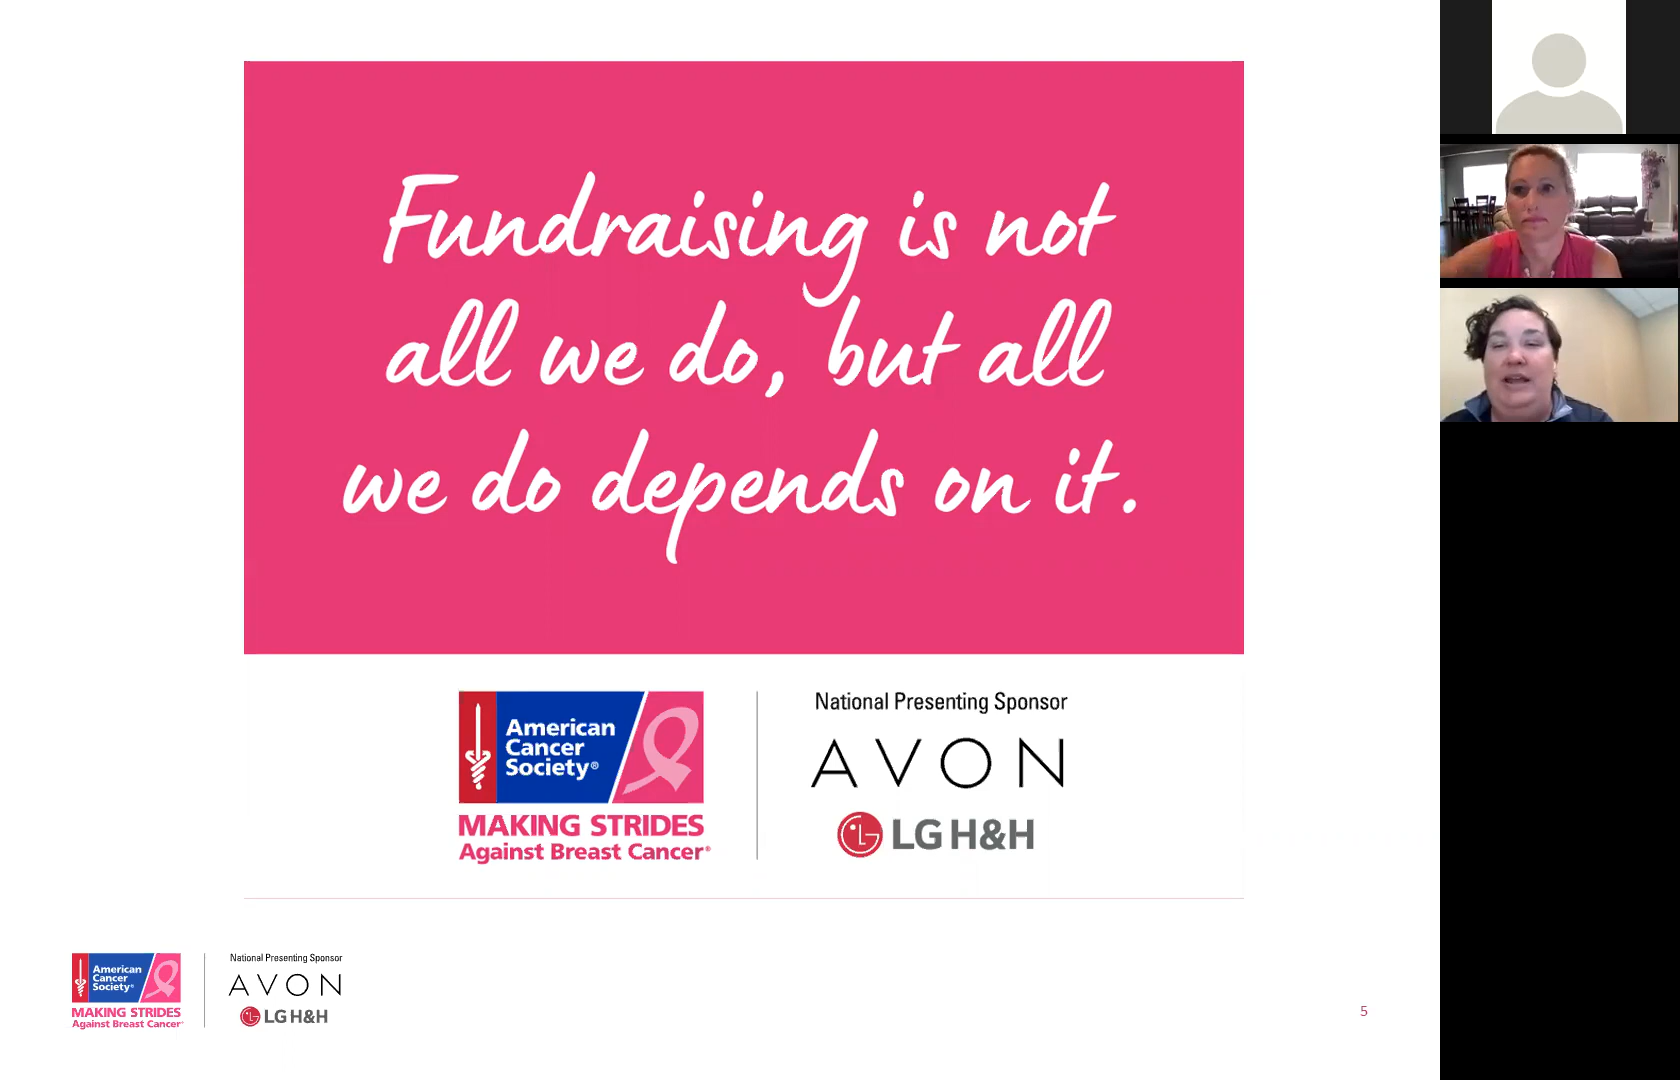 Fundraising is not
all we do, but all
we do depends on it.
American
Cancer
Society®
MAKING STRIDES
Against Breast Cancer®
National Presenting Sponsor
AVON
LG H&H
American
Cancer
Society®
MAKING STRIDES
Against Breast Cancer®
National Presenting Sponsor
AVON
LG H&H
5